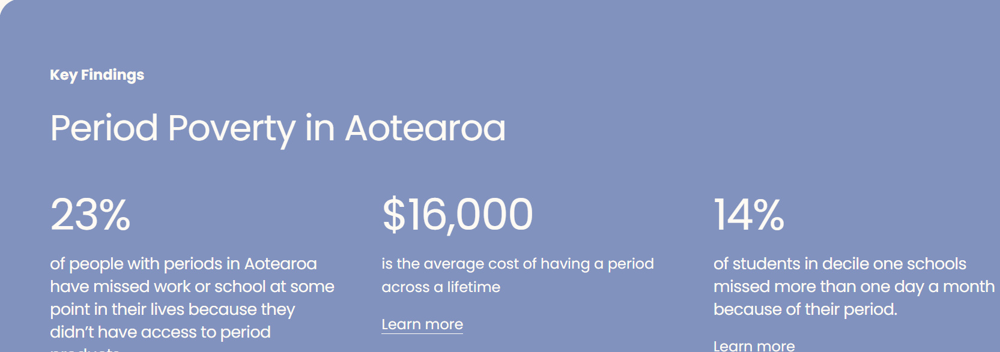 Key Findings
Period Poverty in Aotearoa
23%
of people with periods in Aotearoa
have missed work or school at some
point in their lives because they
didn't have access to period
$16,000
is the average cost of having a period
across a lifetime
Learn more
14%
of students in decile one schools
missed more than one day a month
because of their period.
Learn more